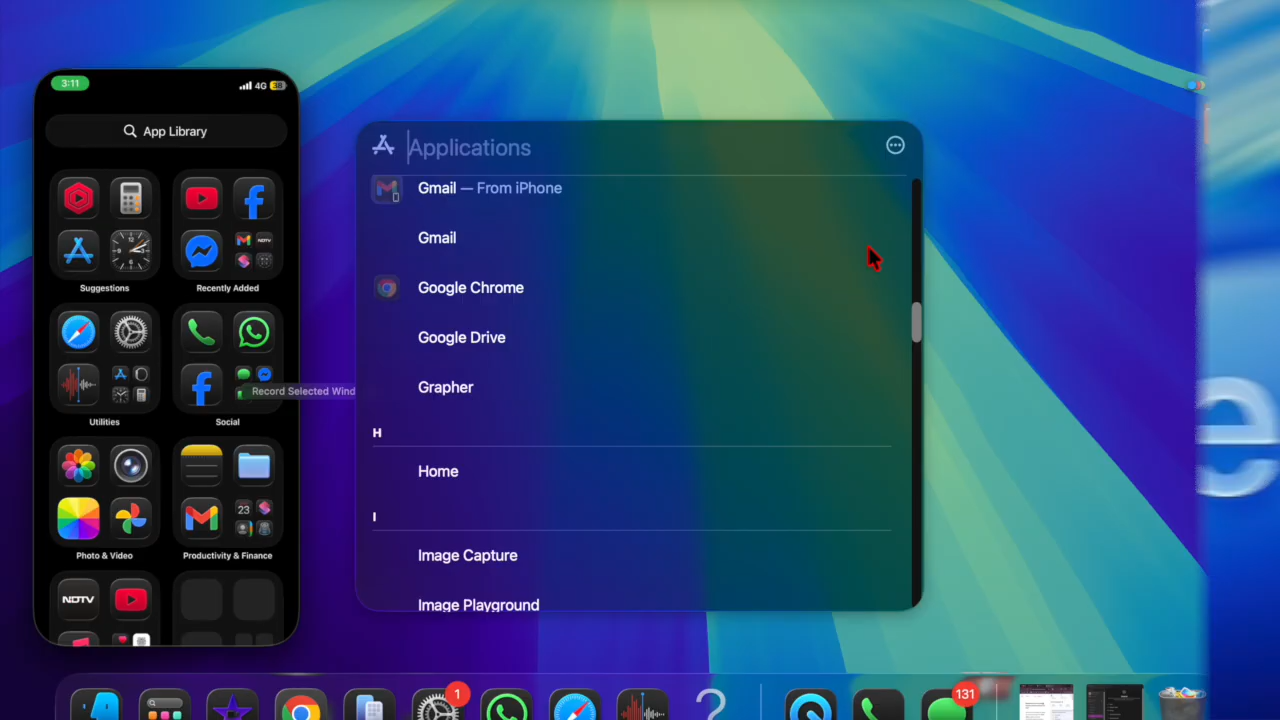 3:11
4G 38
App Library
Suggestions
Recently Added
Utilities
Social
Record Selected Wind
Photo & Video
23
Productivity & Finance
NDTV
Applications
Gmail — From iPhone
Gmail
Google Chrome
Google Drive
Grapher
H
Home
I
Image Capture
Image Playground
e
1
?
131